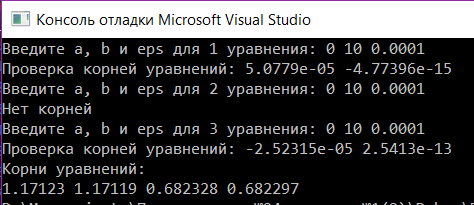 Консоль отладки Microsoft Visual Studio
Введите a, b и eps для 1 уравнения: 0 10 0.0001
Проверка корней уравнений: 5.0779e-05 -4.77396e-15
Введите a, b и eps для 2 уравнения: 0 10 0.0001
Нет корней
Введите a, b и eps для 3 уравнения: 0 10 0.0001
Проверка корней уравнений: -2.52315e-05 2.5413e-13
Корни уравнений:
1.17123 1.17119 0.682328 0.682297